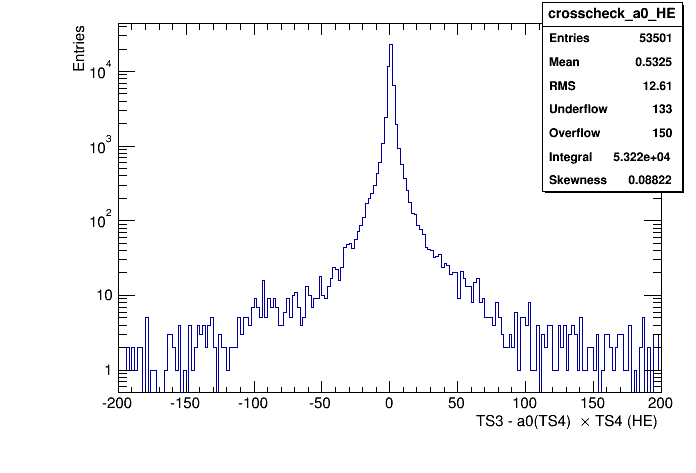 crosscheck_a0_HE
Entries 53501
Mean 0.5325
RMS 12.61
Underflow 133
Overflow 150
Integral 5.322e+04
Skewness 0.08822
Entries
10^4
10^3
10^2
10
1
-200 -150 -100 -50 0 50 100 150 200
TS3 - a0(TS4) × TS4 (HE)